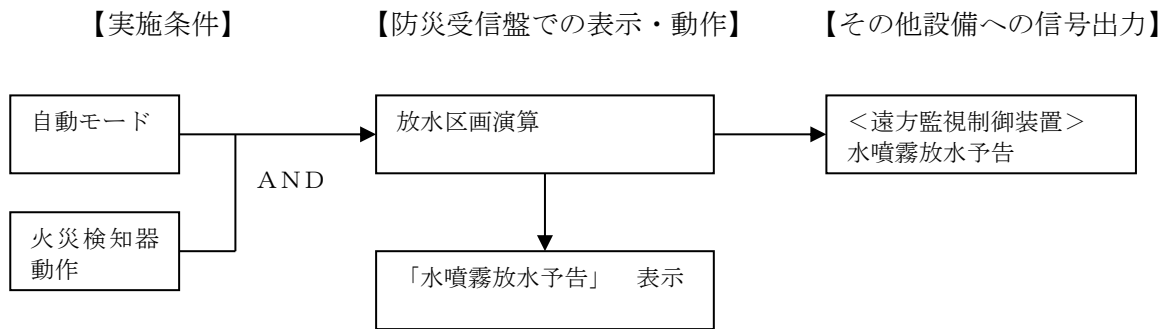 【実施条件】 【防災受信盤での表示・動作】 【その他設備への信号出力】
自動モード
放水区画演算
＜遠方監視制御装置＞
水噴霧放水予告
ＡＮＤ
火災検知器
動作
「水噴霧放水予告」　表示